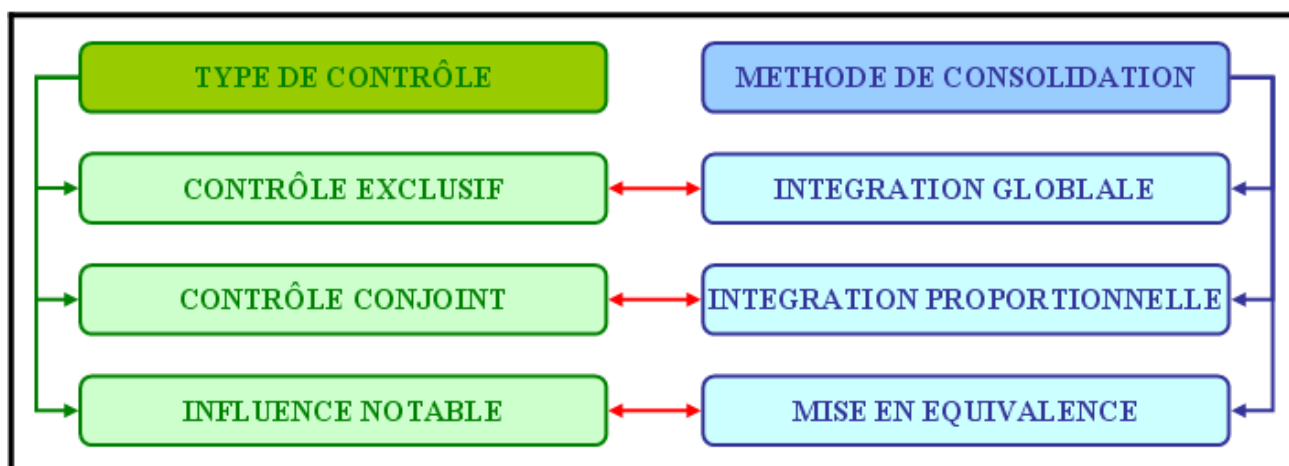 TYPE DE CONTRÔLE
METHODE DE CONSOLIDATION
CONTRÔLE EXCLUSIF
INTEGRATION GLOBLALE
CONTRÔLE CONJOINT
INTEGRATION PROPORTIONNELLE
INFLUENCE NOTABLE
MISE EN EQUIVALENCE